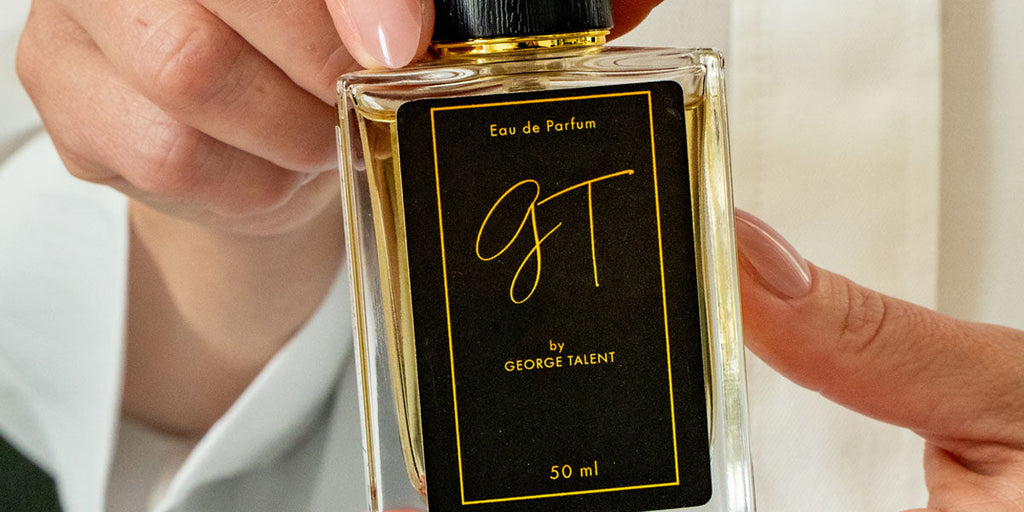 Eau de Parfum
GT
by
GEORGE TALENT
50 ml